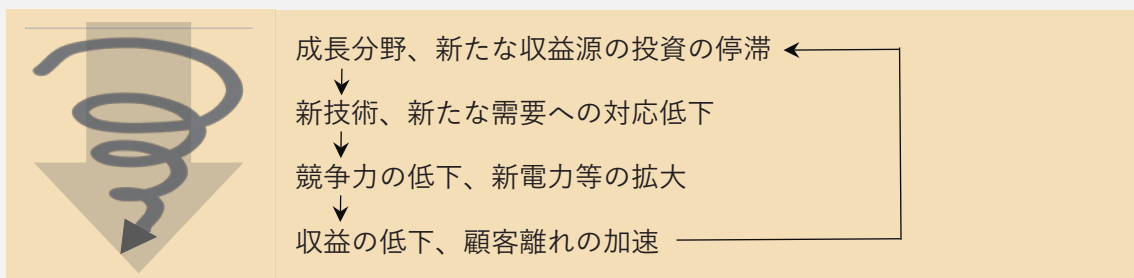 成長分野、新たな収益源の投資の停滞
新技術、新たな需要への対応低下
競争力の低下、新電力等の拡大
収益の低下、顧客離れの加速